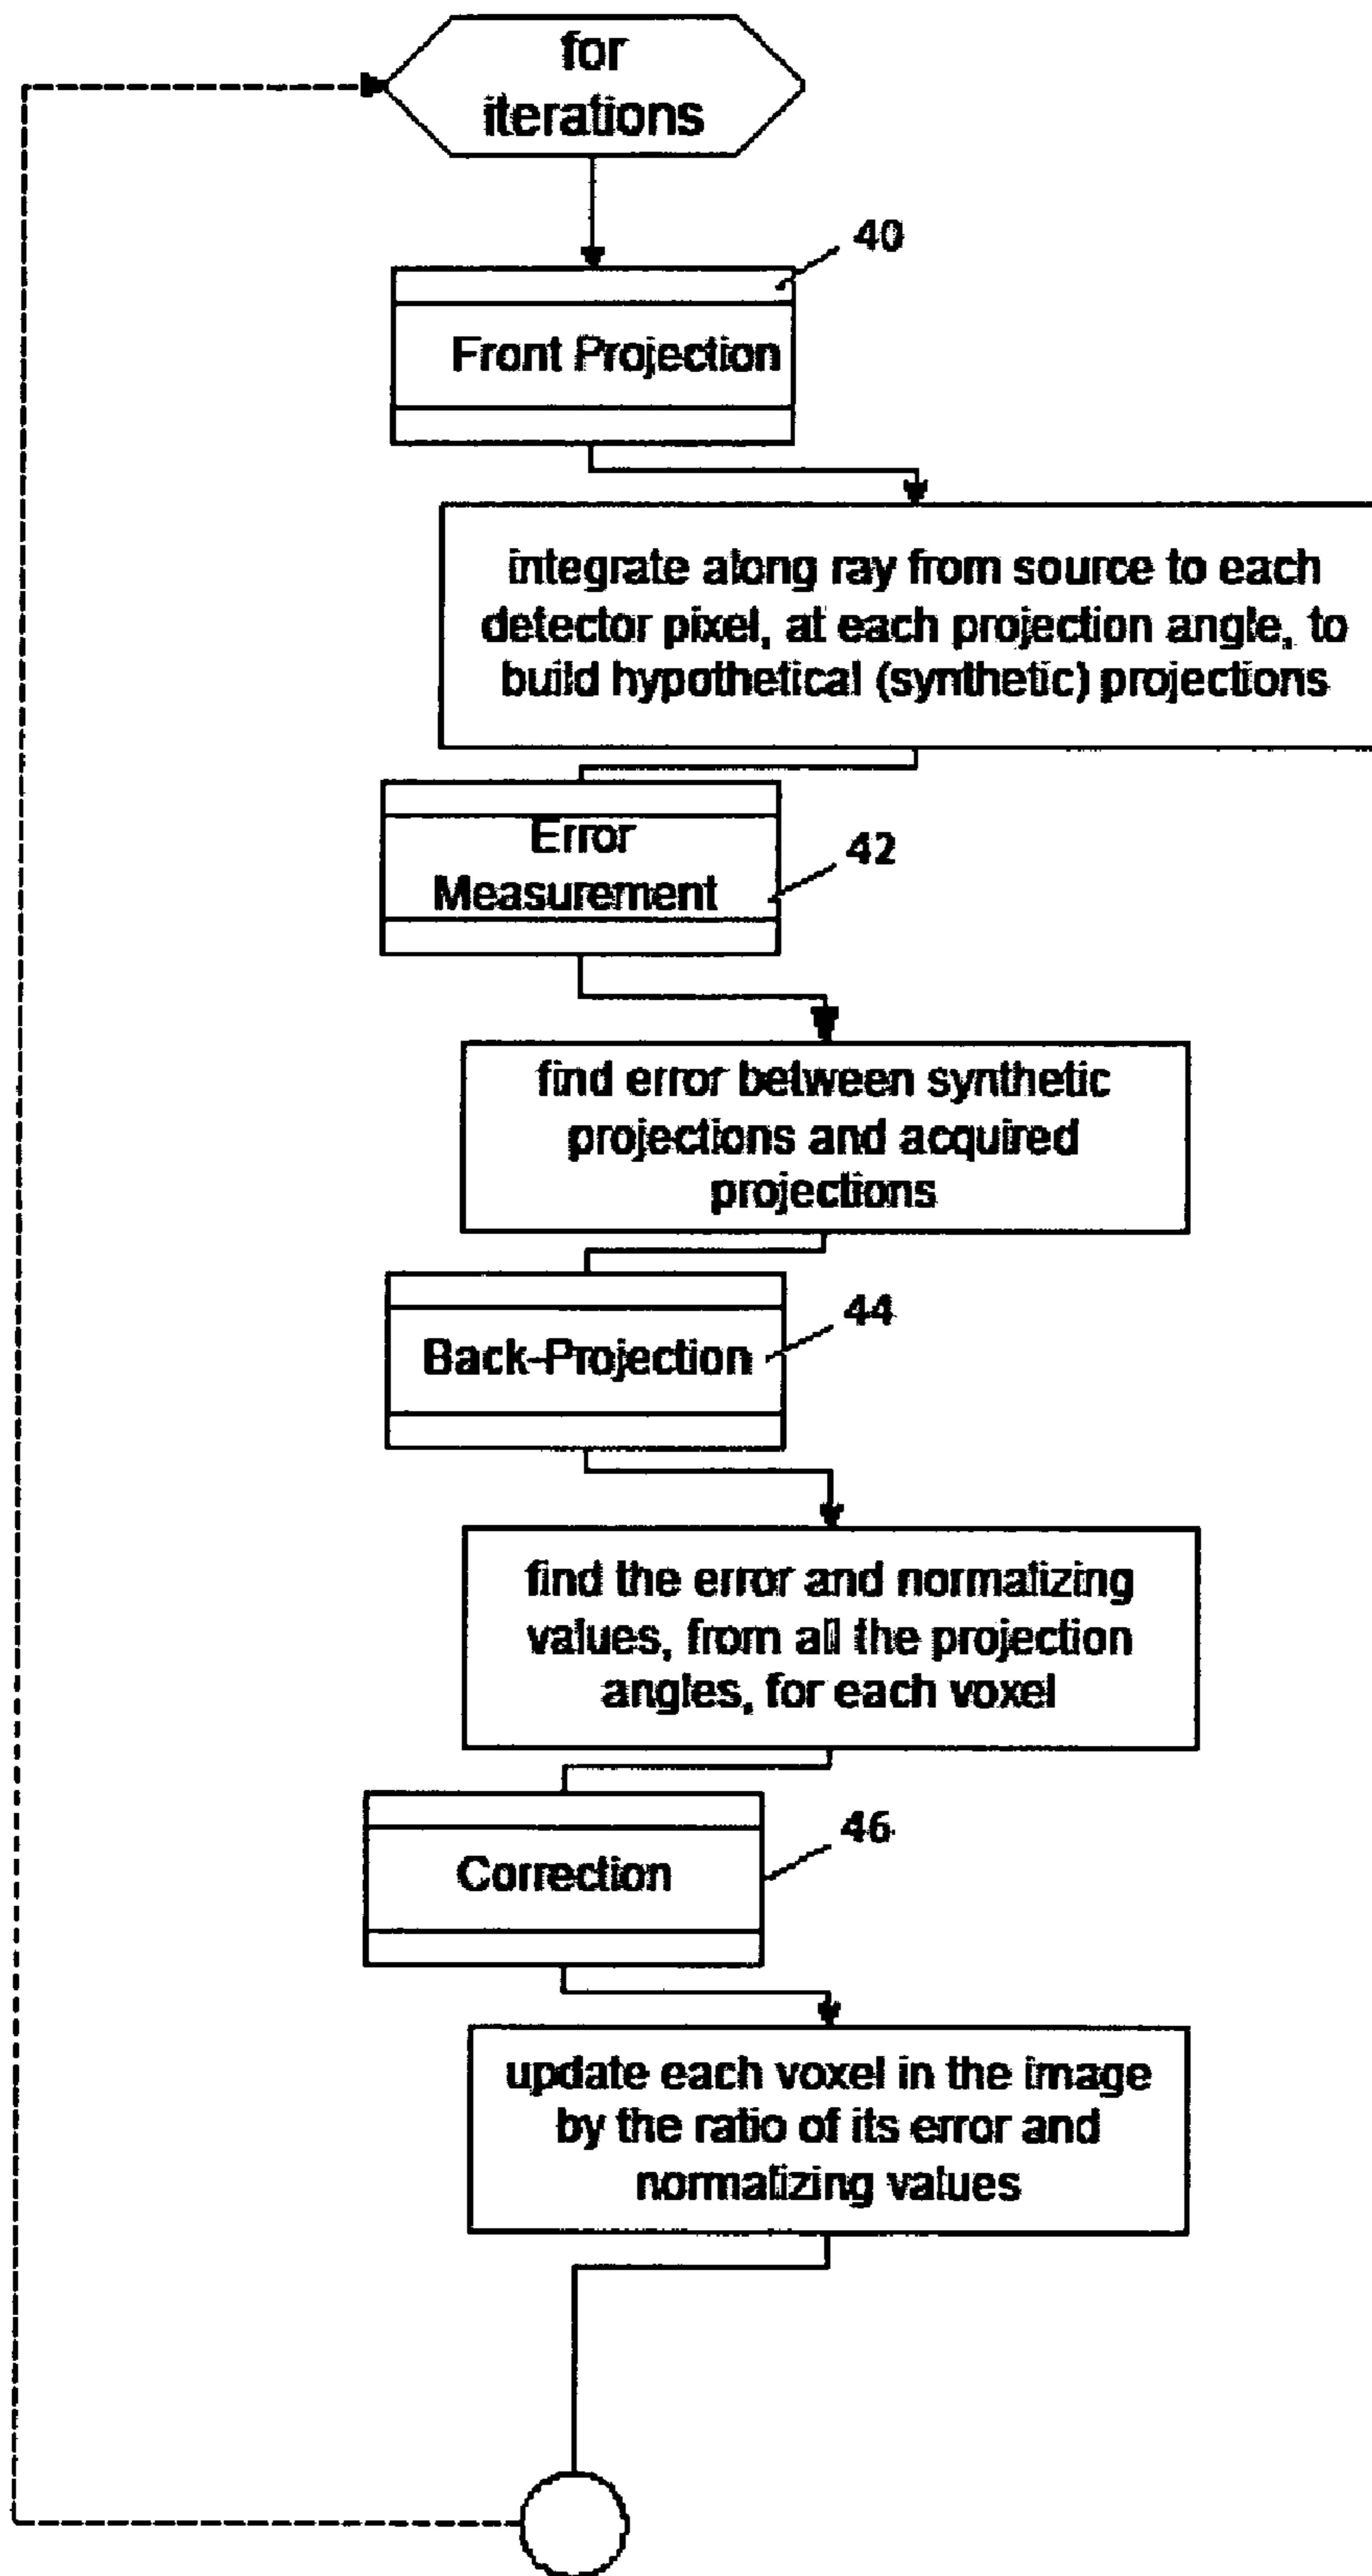 for
iterations
40
Front Projection
integrate along ray from source to each
detector pixel, at each projection angle, to
build hypothetical (synthetic) projections
Error
Measurement
42
find error between synthetic
projections and acquired
projections
44
Back-Projection
find the error and normalizing
values, from all the projection
angles, for each voxel
46
Correction
update each voxel in the image
by the ratio of its error and
normalizing values